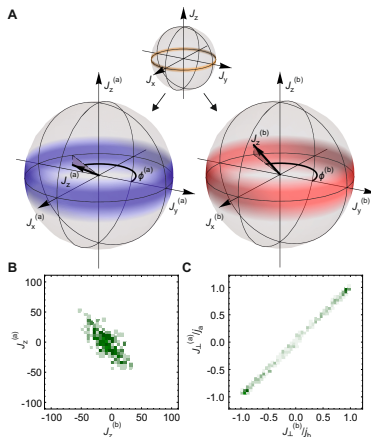 A
J_z
J_x
J_y
J_z^(a)
J_z^(b)
J_z^(a)
ϕ^(a)
J_z^(b)
ϕ^(b)
J_x^(a)
J_y^(a)
J_x^(b)
J_y^(b)
B
C
100
50
0
-50
-100
J_z^(a)
-100 -50 0 50 100
J_z^(b)
1.0
0.5
0.0
-0.5
-1.0
J_⊥^(a)/j_a
-1.0 -0.5 0.0 0.5 1.0
J_⊥^(b)/j_b